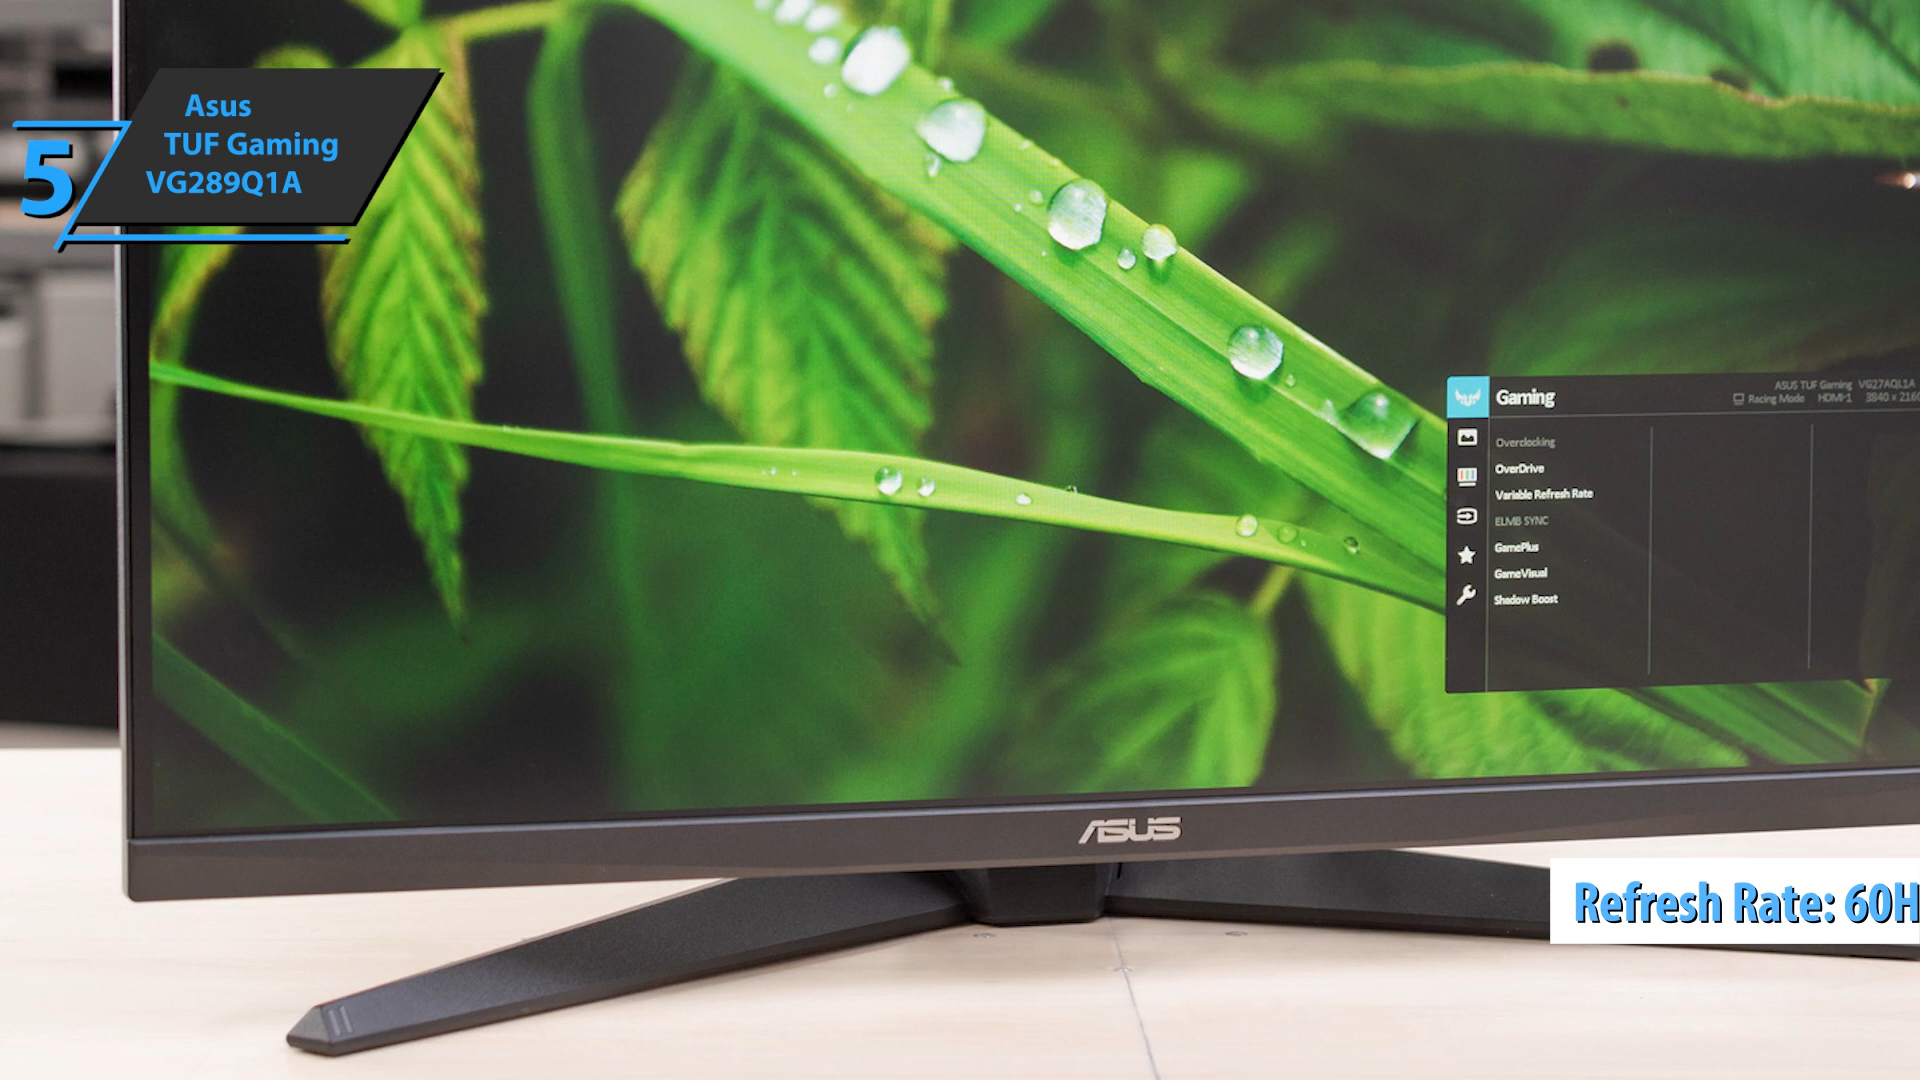 Asus
5 TUF Gaming
VG289Q1A
Gaming
ASUS TUF Gaming VG27AQL1A
Racing Mode HDMI-1 3840 x 2160
Overclocking
OverDrive
Variable Refresh Rate
ELMB SYNC
GamePlus
GameVisual
Shadow Boost
ASUS
Refresh Rate: 60H